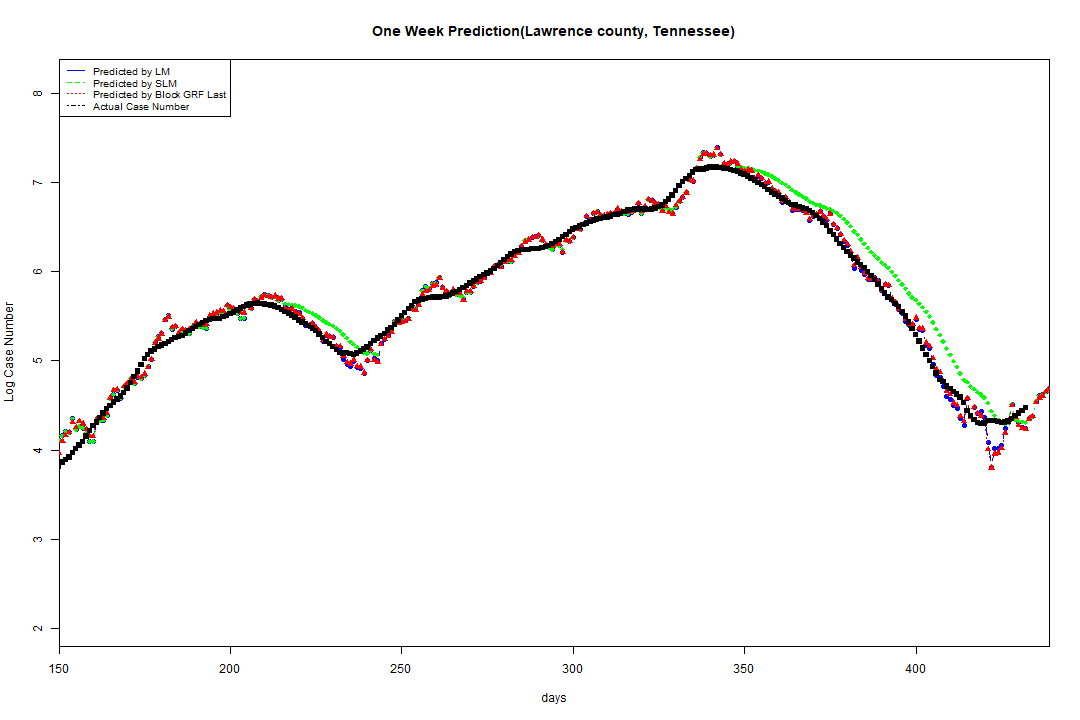 One Week Prediction(Lawrence county, Tennessee)
Predicted by LM
Predicted by SLM
Predicted by Block GRF Last
Actual Case Number
8
7
6
5
4
3
2
Log Case Number
150 200 250 300 350 400
days